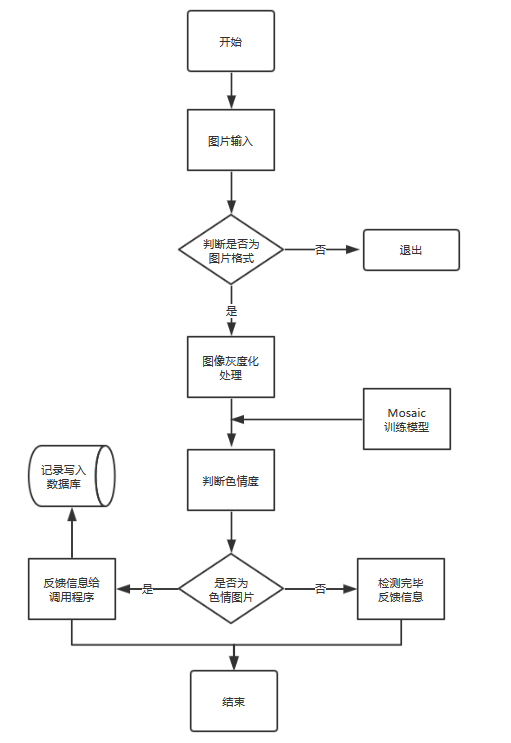 开始
图片输入
判断是否为
图片格式
否
退出
是
图像灰度化
处理
Mosaic
训练模型
判断色情度
记录写入
数据库
是否为
色情图片
是
否
反馈信息给
调用程序
检测完毕
反馈信息
结束